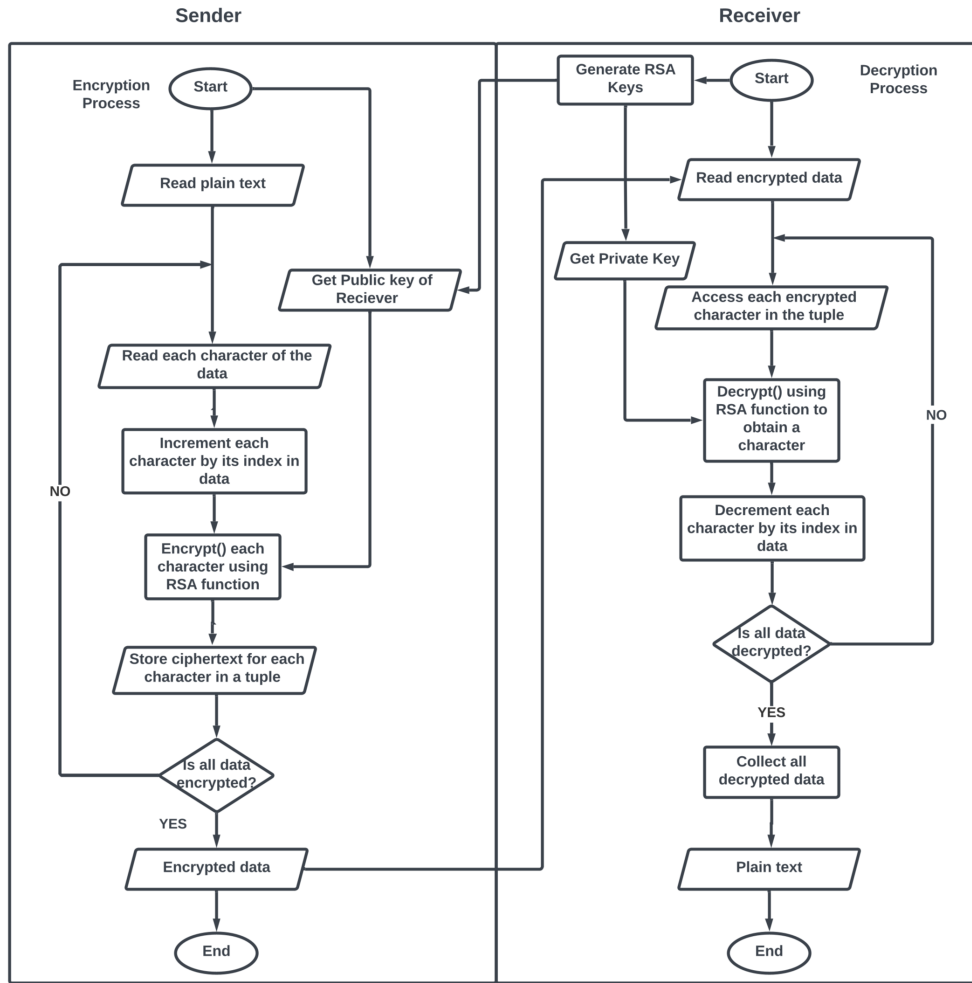 Sender
Encryption
Process
Start
Read plain text
Get Public key of
Reciever
Read each character of the
data
Increment each
character by its index in
data
NO
Encrypt() each
character using
RSA function
Store ciphertext for each
character in a tuple
Is all data
encrypted?
YES
Encrypted data
End
Receiver
Generate RSA
Keys
Start
Decryption
Process
Read encrypted data
Get Private Key
Access each encrypted
character in the tuple
Decrypt() using
RSA function to
obtain a
character
NO
Decrement each
character by its index in
data
Is all data
decrypted?
YES
Collect all
decrypted data
Plain text
End